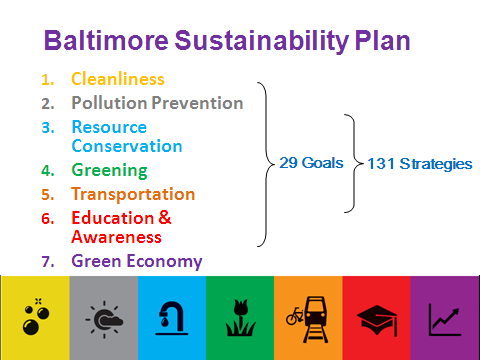 Baltimore Sustainability Plan
1. Cleanliness
2. Pollution Prevention
3. Resource
Conservation
4. Greening
5. Transportation
6. Education &
Awareness
7. Green Economy
29 Goals
131 Strategies